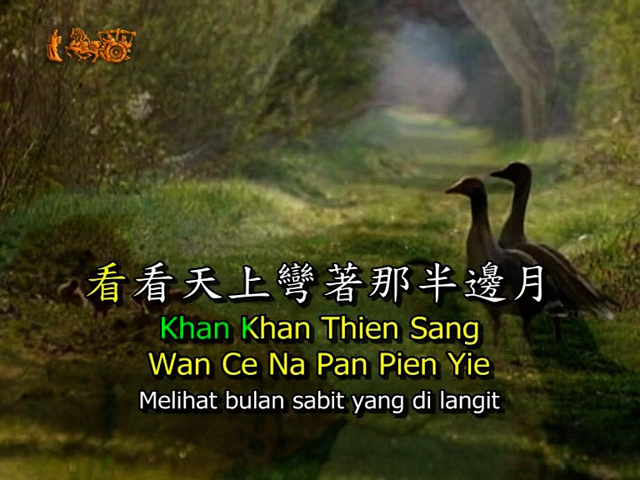 看看天上彎著那半邊月
Khan Khan Thien Sang
Wan Ce Na Pan Pien Yie
Melihat bulan sabit yang di langit